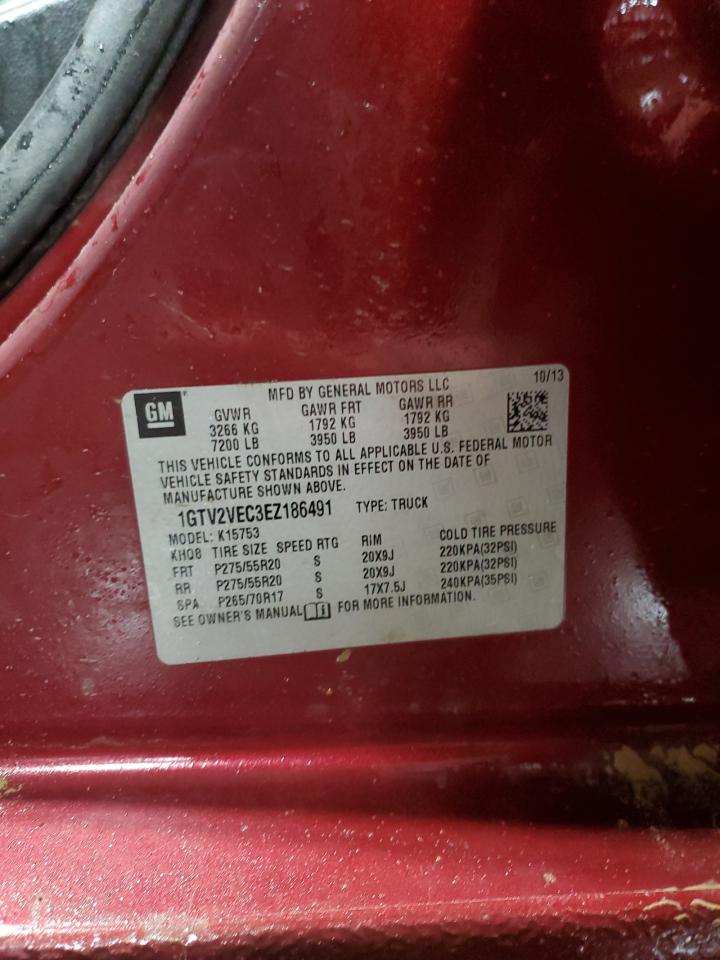 MFD BY GENERAL MOTORS LLC 10/13
GM
GVWR GAWR FRT GAWR RR
3266 KG 1792 KG 1792 KG
7200 LB 3950 LB 3950 LB
THIS VEHICLE CONFORMS TO ALL APPLICABLE U.S. FEDERAL MOTOR
VEHICLE SAFETY STANDARDS IN EFFECT ON THE DATE OF
MANUFACTURE SHOWN ABOVE.
1GTV2VEC3EZ186491 TYPE: TRUCK
MODEL: K15753
KHQ8 TIRE SIZE SPEED RTG RIM COLD TIRE PRESSURE
FRT P275/55R20 S 20X9J 220KPA(32PSI)
RR P275/55R20 S 20X9J 220KPA(32PSI)
SPA P265/70R17 S 17X7.5J 240KPA(35PSI)
SEE OWNER'S MANUAL FOR MORE INFORMATION.